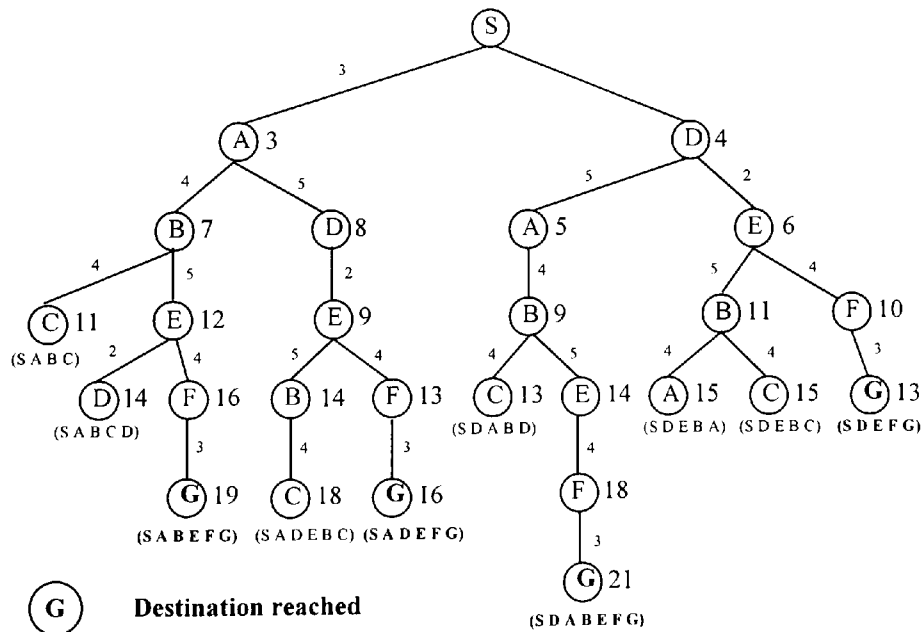 S
3
A 3
D 4
4
5
5
2
B 7
D 8
A 5
E 6
4
5
2
4
5
4
C 11
E 12
E 9
B 9
B 11
F 10
(S A B C)
2
4
5
4
4
5
4
4
3
D 14
F 16
B 14
F 13
C 13
E 14
A 15
C 15
G 13
(S A B C D)
(S D A B D)
(S D E B A)
(S D E B C)
(S D E F G)
3
4
3
4
G 19
C 18
G 16
F 18
(S A B E F G)
(S A D E B C)
(S A D E F G)
3
G 21
(S D A B E F G)
G Destination reached